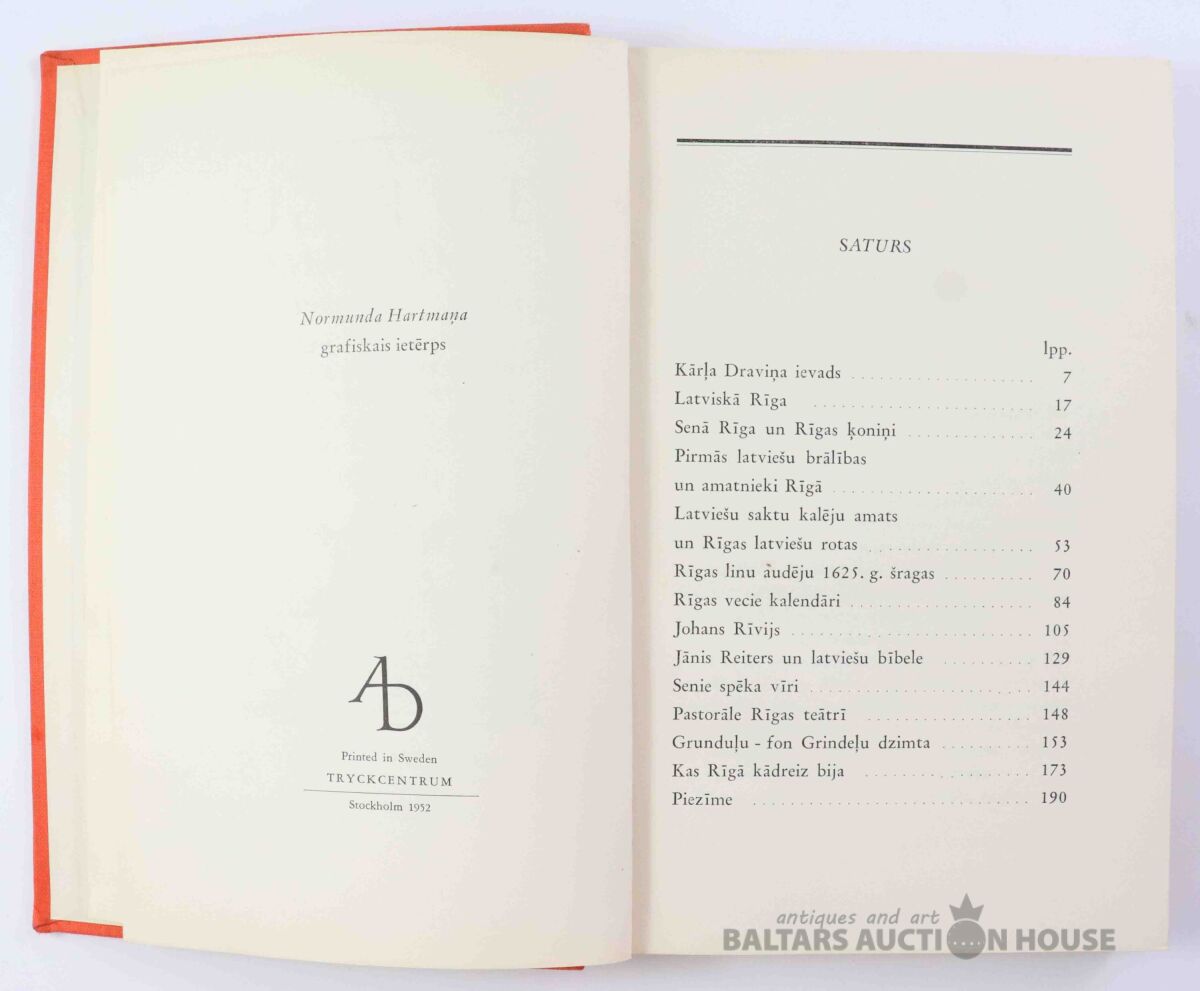 Normunda Hartmaņa
grafiskais ietērps
AD
Printed in Sweden
TRYCKCENTRUM
Stockholm 1952
SATURS
lpp.
Kārļa Draviņa ievads . . . . . . . . . . . . . . . . . . . . 7
Latviskā Rīga . . . . . . . . . . . . . . . . . . . . . . . . 17
Senā Rīga un Rīgas ķoniņi . . . . . . . . . . . . . . 24
Pirmās latviešu brālības
un amatnieki Rīgā . . . . . . . . . . . . . . . . . . . . . . 40
Latviešu saktu kalēju amats
un Rīgas latviešu rotas . . . . . . . . . . . . . . . . . . 53
Rīgas linu audēju 1625. g. šragas . . . . . . . . . . 70
Rīgas vecie kalendāri . . . . . . . . . . . . . . . . . . . . 84
Johans Rīvijs . . . . . . . . . . . . . . . . . . . . . . . . . . 105
Jānis Reiters un latviešu bībele . . . . . . . . . . 129
Senie spēka vīri . . . . . . . . . . . . . . . . . . . . . . . . 144
Pastorāle Rīgas teātrī . . . . . . . . . . . . . . . . . . 148
Grunduļu - fon Grindeļu dzimta . . . . . . . . . . 153
Kas Rīgā kādreiz bija . . . . . . . . . . . . . . . . . . 173
Piezīme . . . . . . . . . . . . . . . . . . . . . . . . . . . . . . 190
antiques and art
BALTARS AUCTION HOUSE